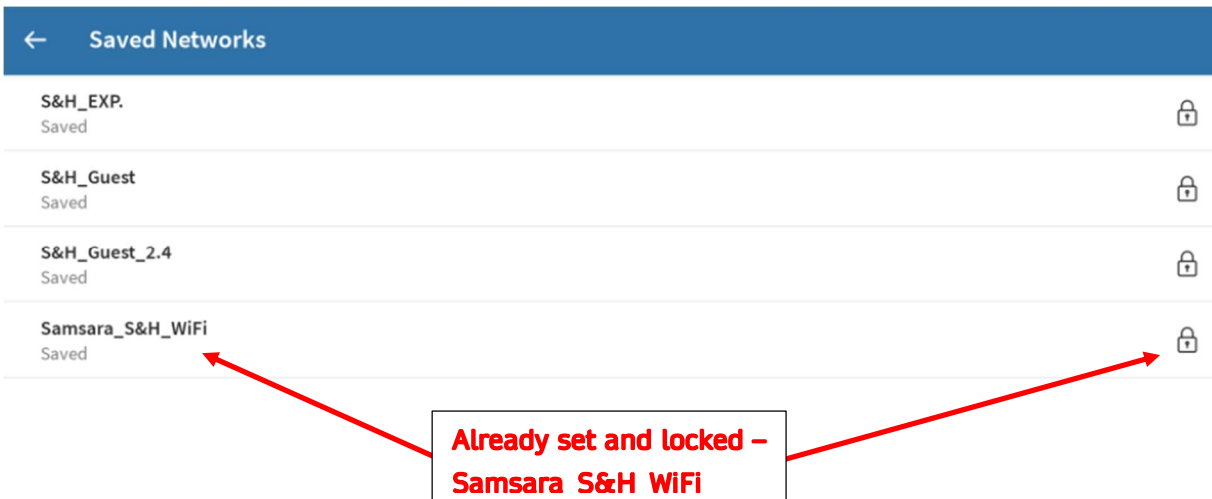 Saved Networks
S&H_EXP.
Saved
S&H_Guest
Saved
S&H_Guest_2.4
Saved
Samsara_S&H_WiFi
Saved
Already set and locked –
Samsara S&H WiFi